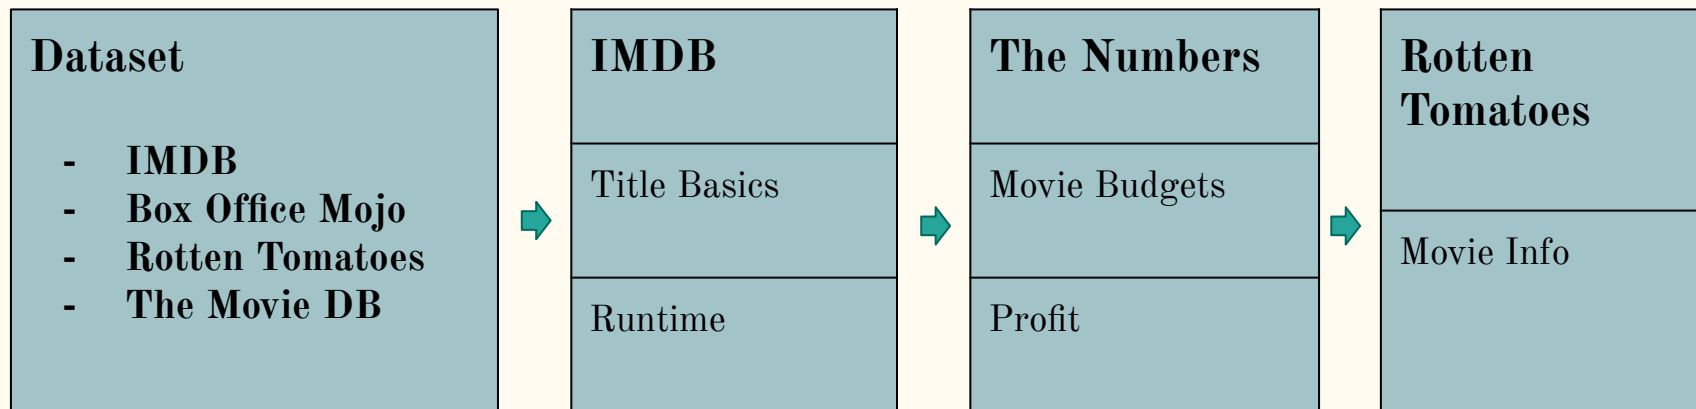 Dataset
- IMDB
- Box Office Mojo
- Rotten Tomatoes
- The Movie DB
IMDB
Title Basics
Runtime
The Numbers
Movie Budgets
Profit
Rotten
Tomatoes
Movie Info